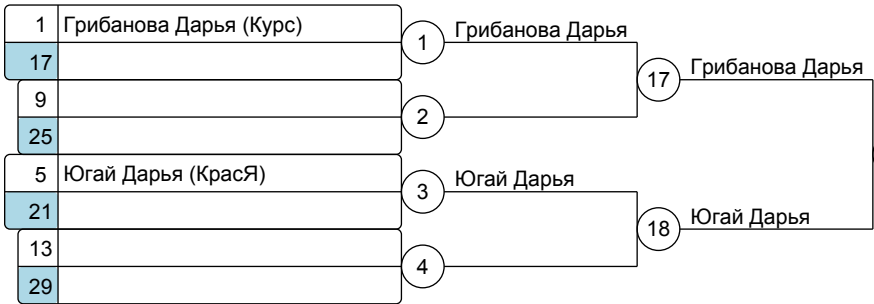 1 Грибанова Дарья (Курс)
17
9
25
5 Югай Дарья (КрасЯ)
21
13
29
1 Грибанова Дарья
2
3 Югай Дарья
4
17 Грибанова Дарья
18 Югай Дарья